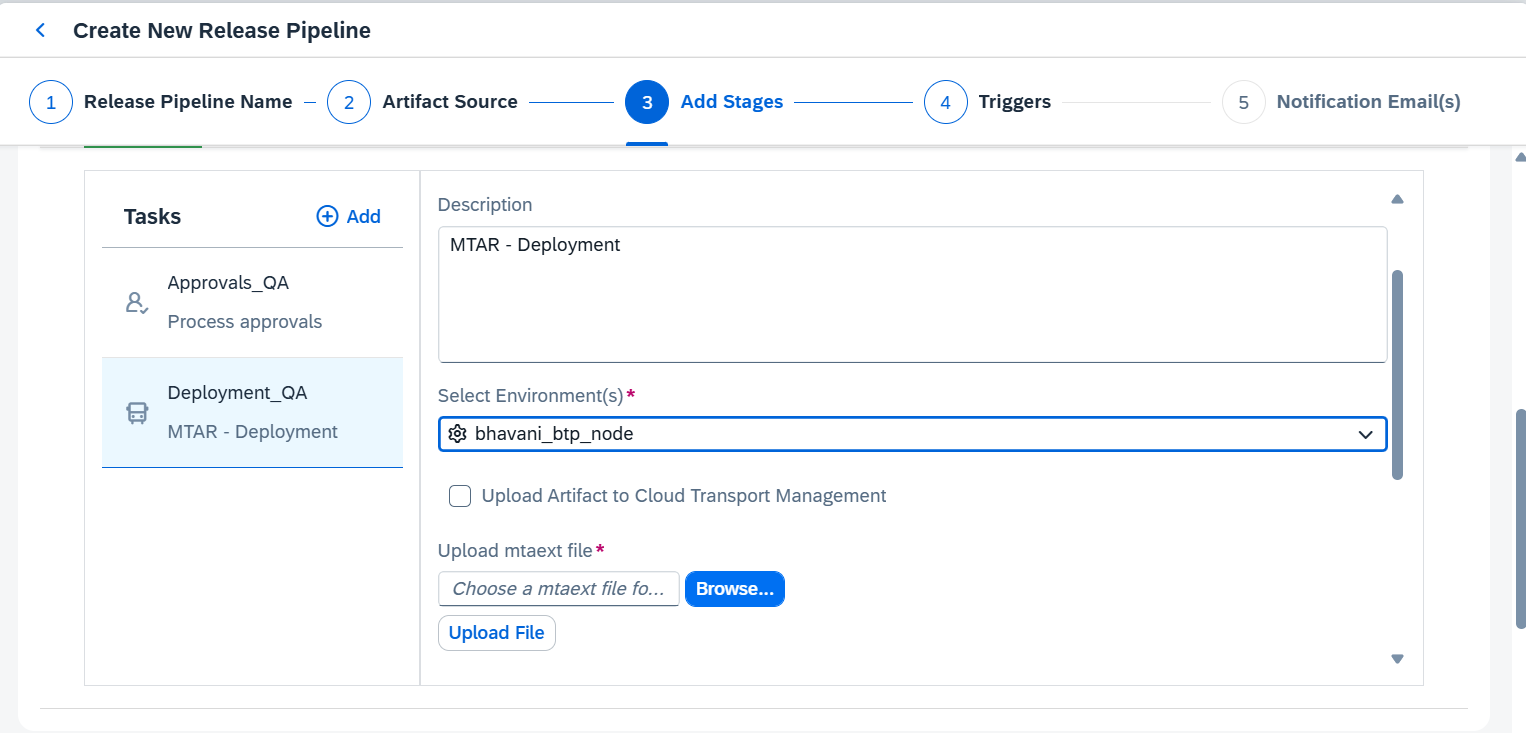 Create New Release Pipeline
1 Release Pipeline Name
2 Artifact Source
3 Add Stages
4 Triggers
5 Notification Email(s)
Tasks
Add
Approvals_QA
Process approvals
Deployment_QA
MTAR - Deployment
Description
MTAR - Deployment
Select Environment(s)*
bhavani_btp_node
Upload Artifact to Cloud Transport Management
Upload mtaext file*
Choose a mtaext file fo...
Browse...
Upload File